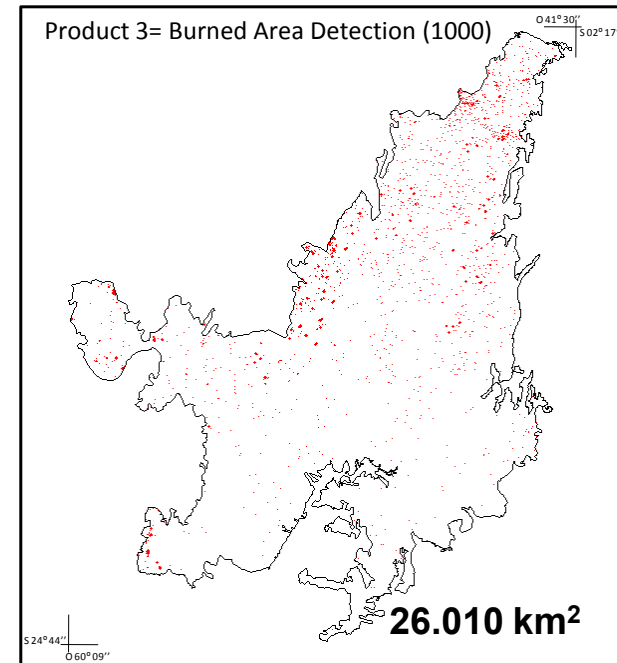 Product 3= Burned Area Detection (1000)
O 41° 30''
S 02° 17'
26.010 km²
S 24° 44''
O 60° 09''